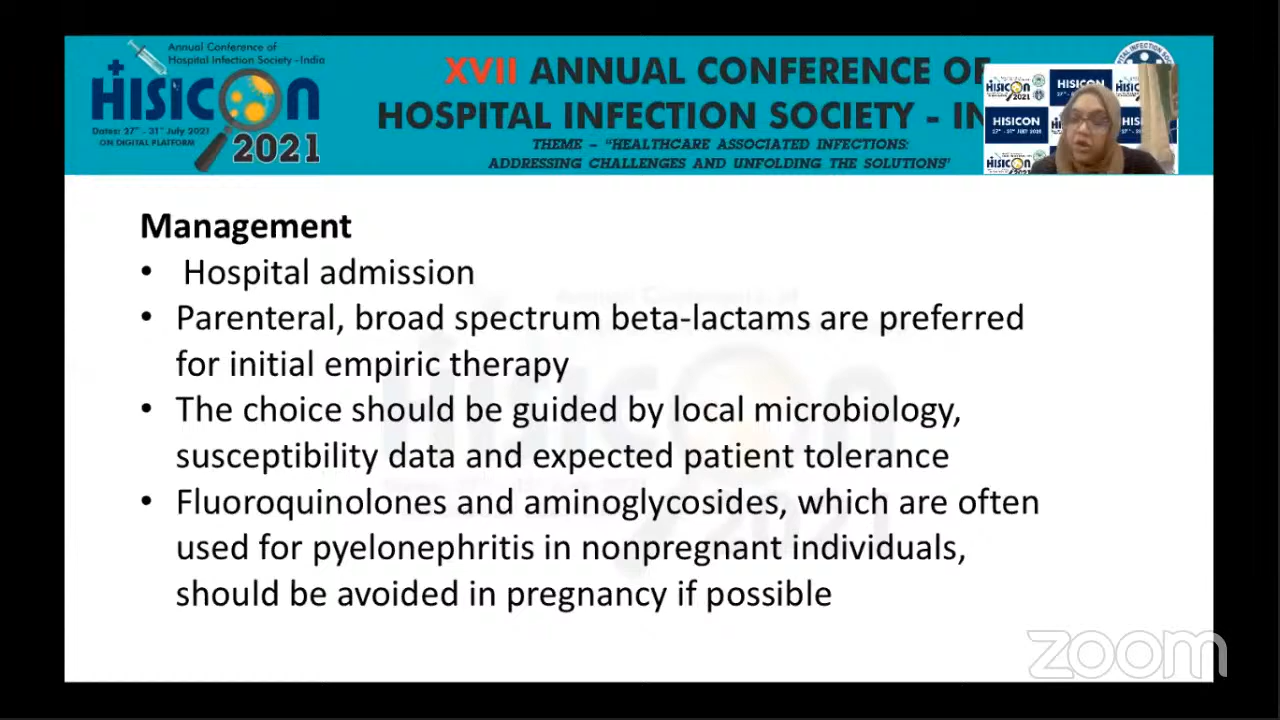 Annual Conference of
Hospital Infection Society -India
HISICON
Dates: 27th - 31st July 2021
ON DIGITAL PLATFORM
2021
XVII ANNUAL CONFERENCE OF
HOSPITAL INFECTION SOCIETY - IN
THEME – "HEALTHCARE ASSOCIATED INFECTIONS:
ADDRESSING CHALLENGES AND UNFOLDING THE SOLUTIONS"
HISICON
HISICON
Management
• Hospital admission
• Parenteral, broad spectrum beta-lactams are preferred
for initial empiric therapy
• The choice should be guided by local microbiology,
susceptibility data and expected patient tolerance
• Fluoroquinolones and aminoglycosides, which are often
used for pyelonephritis in nonpregnant individuals,
should be avoided in pregnancy if possible
zoom